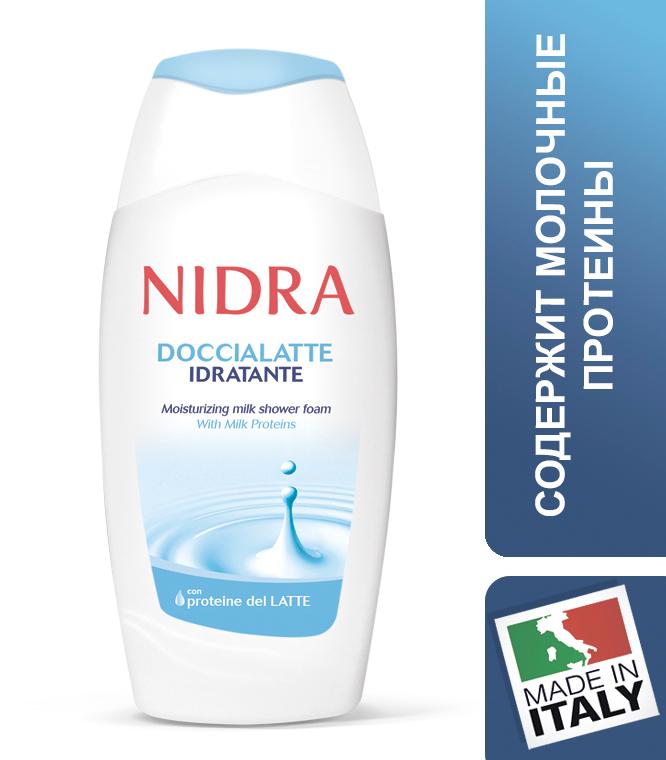 NIDRA
DOCCIALATTE
IDRATANTE
Moisturizing milk shower foam
With Milk Proteins
con
proteine del LATTE
СОДЕРЖИТ МОЛОЧНЫЕ
ПРОТЕИНЫ
MADE IN
ITALY